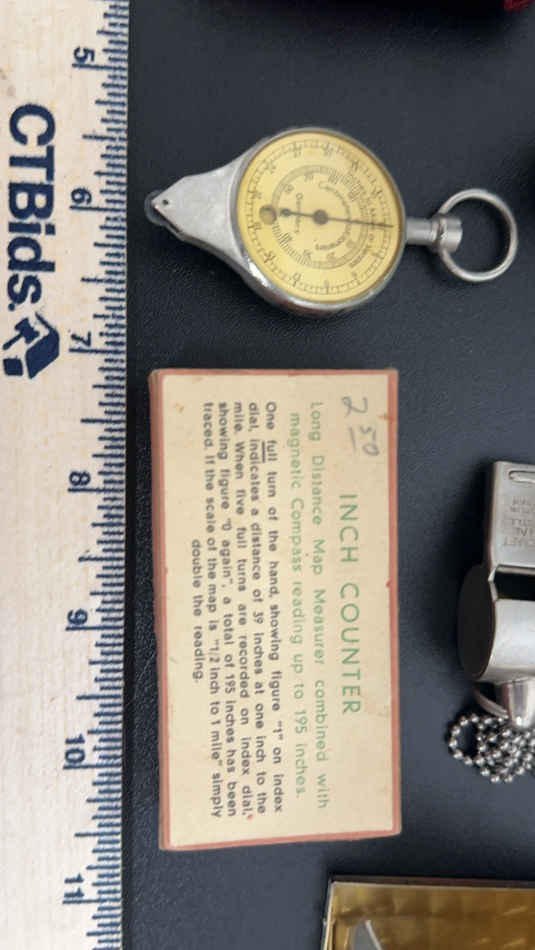 CTBids.
5
6
7
8
9
10
11
2 50
INCH COUNTER
Long Distance Map Measurer combined with
magnetic Compass reading up to 195 inches.
One full turn of the hand, showing figure "1" on index
dial, indicates a distance of 39 inches at one inch to the
mile. When five full turns are recorded on index dial,
showing figure "0 again", a total of 195 inches has been
traced. If the scale of the map is "1/2 inch to 1 mile" simply
double the reading.